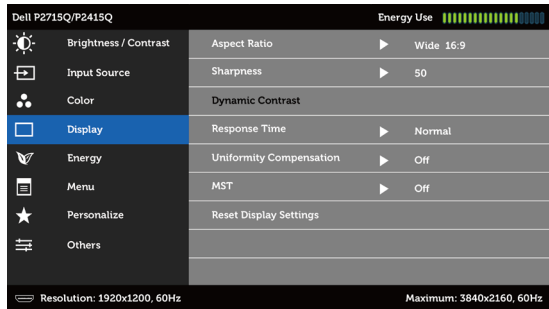 Dell P2715Q/P2415Q Energy Use
Brightness / Contrast Aspect Ratio Wide 16:9
Input Source Sharpness 50
Color Dynamic Contrast
Display Response Time Normal
Energy Uniformity Compensation Off
Menu MST Off
Personalize Reset Display Settings
Others
Resolution: 1920x1200, 60Hz Maximum: 3840x2160, 60Hz